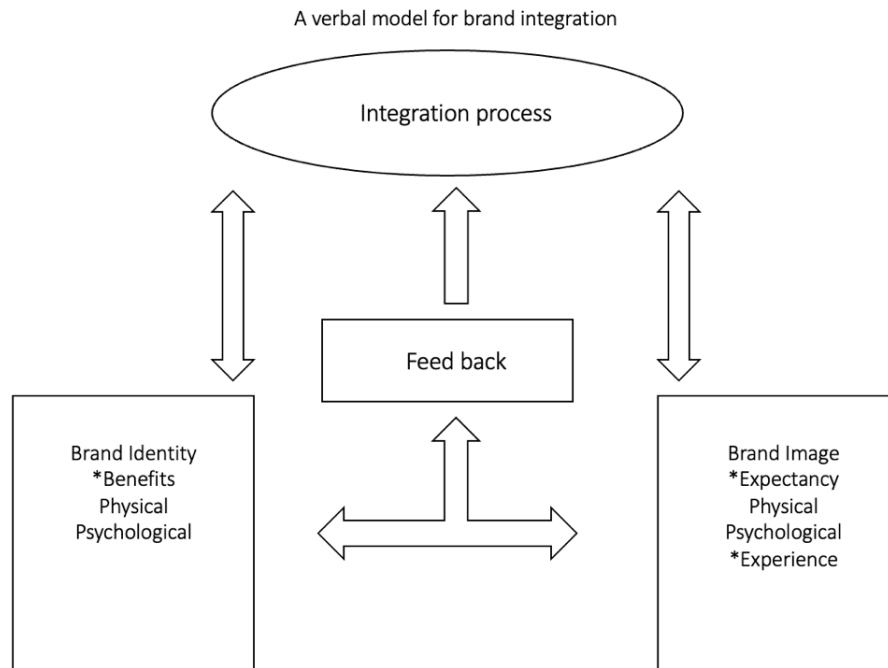 A verbal model for brand integration
Integration process
Feed back
Brand Identity
*Benefits
Physical
Psychological
Brand Image
*Expectancy
Physical
Psychological
*Experience